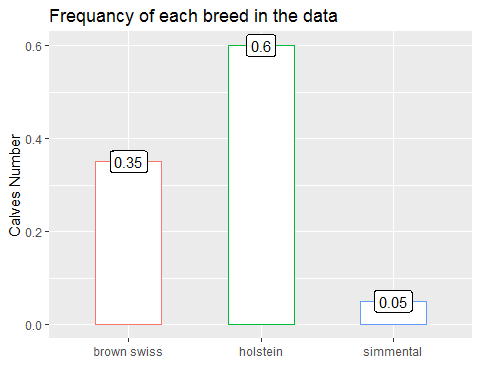 Frequancy of each breed in the data
Calves Number
0.6
0.4
0.2
0.0
0.35
0.6
0.05
brown swiss
holstein
simmental